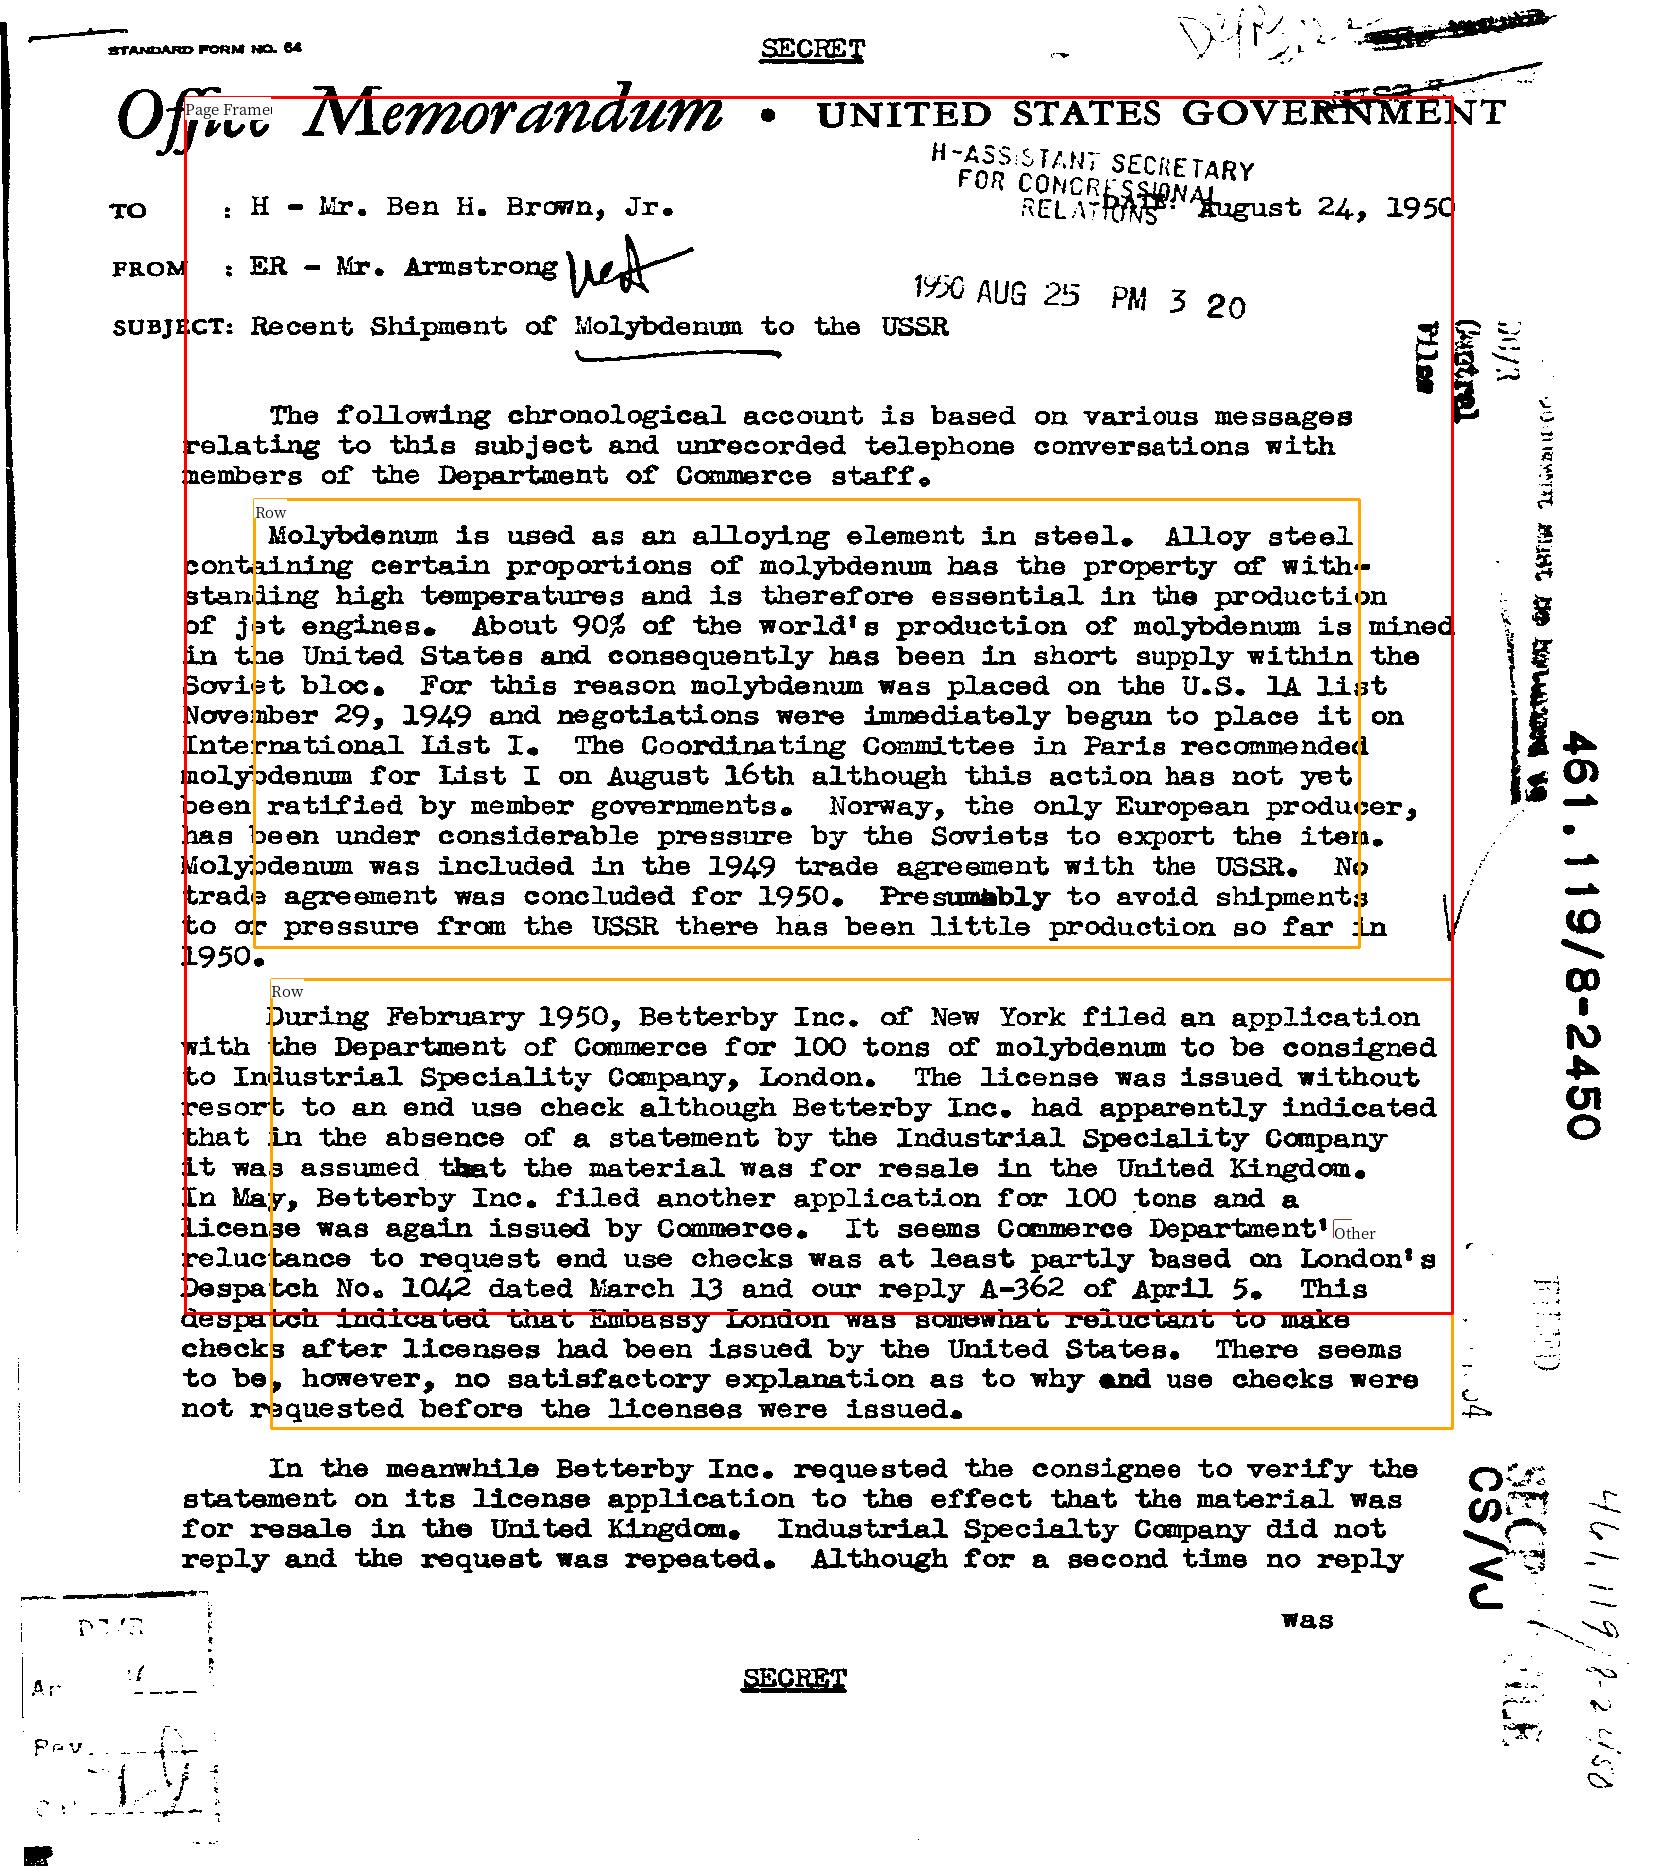 STANDARD FORM NO. 64
SECRET
Office Memorandum • UNITED STATES GOVERNMENT
H-ASSISTANT SECRETARY
FOR CONGRESSIONAL
RELATIONS
TO : H - Mr. Ben H. Brown, Jr.
DATE: August 24, 1950
FROM : ER - Mr. Armstrong
1950 AUG 25 PM 3 20
SUBJECT: Recent Shipment of Molybdenum to the USSR
Page Frame
The following chronological account is based on various messages
relating to this subject and unrecorded telephone conversations with
members of the Department of Commerce staff.
Row
Molybdenum is used as an alloying element in steel. Alloy steel
containing certain proportions of molybdenum has the property of with-
standing high temperatures and is therefore essential in the production
of jet engines. About 90% of the world's production of molybdenum is mined
in the United States and consequently has been in short supply within the
Soviet bloc. For this reason molybdenum was placed on the U.S. 1A list
November 29, 1949 and negotiations were immediately begun to place it on
International List I. The Coordinating Committee in Paris recommended
molybdenum for List I on August 16th although this action has not yet
been ratified by member governments. Norway, the only European producer,
has been under considerable pressure by the Soviets to export the item.
Molybdenum was included in the 1949 trade agreement with the USSR. No
trade agreement was concluded for 1950. Presumably to avoid shipments
to or pressure from the USSR there has been little production so far in
1950.
Row
During February 1950, Betterby Inc. of New York filed an application
with the Department of Commerce for 100 tons of molybdenum to be consigned
to Industrial Speciality Company, London. The license was issued without
resort to an end use check although Betterby Inc. had apparently indicated
that in the absence of a statement by the Industrial Speciality Company
it was assumed that the material was for resale in the United Kingdom.
In May, Betterby Inc. filed another application for 100 tons and a
license was again issued by Commerce. It seems Commerce Department'
Other
reluctance to request end use checks was at least partly based on London's
Despatch No. 1042 dated March 13 and our reply A-362 of April 5. This
despatch indicated that Embassy London was somewhat reluctant to make
checks after licenses had been issued by the United States. There seems
to be, however, no satisfactory explanation as to why end use checks were
not requested before the licenses were issued.
In the meanwhile Betterby Inc. requested the consignee to verify the
statement on its license application to the effect that the material was
for resale in the United Kingdom. Industrial Specialty Company did not
reply and the request was repeated. Although for a second time no reply
was
SECRET
DC/R
Central
Files
461.119/8-2450
CS/VJ
461.119/8-2450